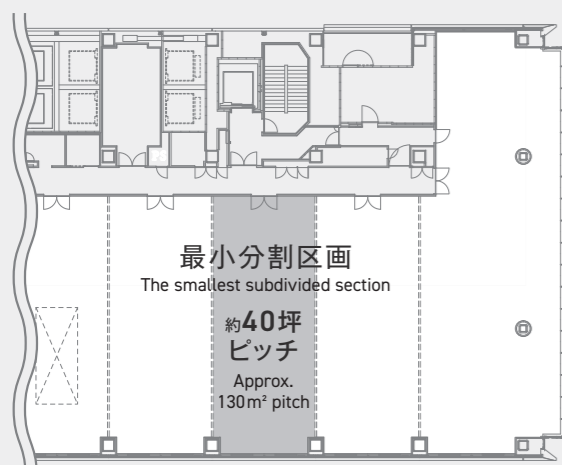 最小分割区画
The smallest subdivided section
約40坪
ピッチ
Approx.
130m² pitch